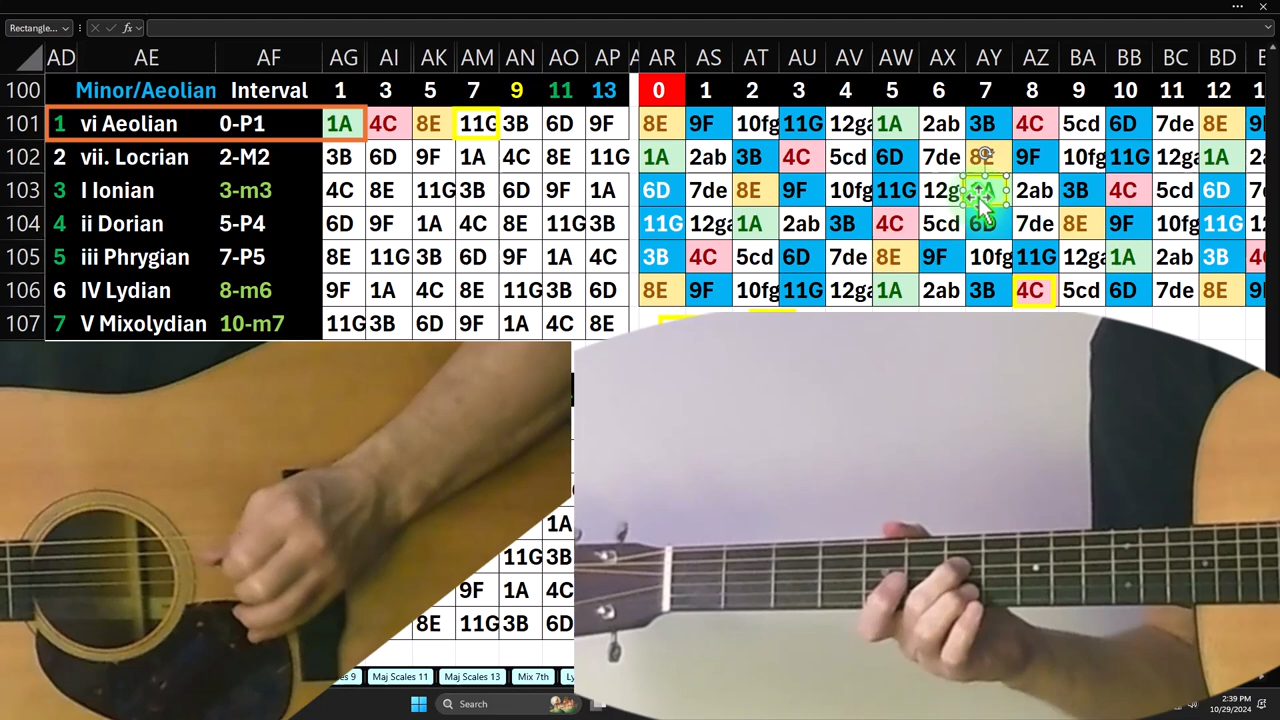 Rectangle... fx
AD AE AF AG AI AK AM AN AO AP AR AS AT AU AV AW AX AY AZ BA BB BC BD
100 Minor/Aeolian Interval 1 3 5 7 9 11 13 0 1 2 3 4 5 6 7 8 9 10 11 12
101 1 vi Aeolian 0-P1 1A 4C 8E 11G 3B 6D 9F 8E 9F 10fg 11G 12ga 1A 2ab 3B 4C 5cd 6D 7de 8E
102 2 vii. Locrian 2-M2 3B 6D 9F 1A 4C 8E 11G 1A 2ab 3B 4C 5cd 6D 7de 8E 9F 10fg 11G 12ga 1A
103 3 I Ionian 3-m3 4C 8E 11G 3B 6D 9F 1A 6D 7de 8E 9F 10fg 11G 12g 2ab 3B 4C 5cd 6D
104 4 ii Dorian 5-P4 6D 9F 1A 4C 8E 11G 3B 11G 12ga 1A 2ab 3B 4C 5cd 6D 7de 8E 9F 10fg 11G
105 5 iii Phrygian 7-P5 8E 11G 3B 6D 9F 1A 4C 3B 4C 5cd 6D 7de 8E 9F 10fg 11G 12ga 1A 2ab 3B
106 6 IV Lydian 8-m6 9F 1A 4C 8E 11G 3B 6D 8E 9F 10fg 11G 12ga 1A 2ab 3B 4C 5cd 6D 7de 8E
107 7 V Mixolydian 10-m7 11G 3B 6D 9F 1A 4C 8E
1A
11G 3B
9F 1A 4C
8E 11G 3B 6D
Maj Scales 11 Maj Scales 13 Mix 7th
Search
2:39 PM
10/29/2024